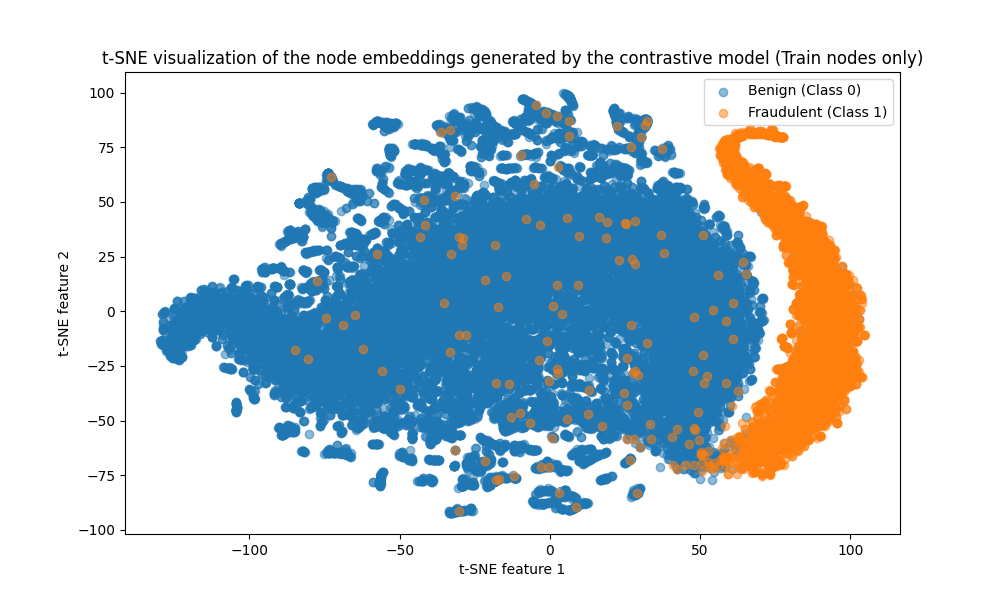 t-SNE visualization of the node embeddings generated by the contrastive model (Train nodes only)
Benign (Class 0)
Fraudulent (Class 1)
100
75
50
25
0
−25
−50
−75
−100
t-SNE feature 2
−100
−50
0
50
100
t-SNE feature 1